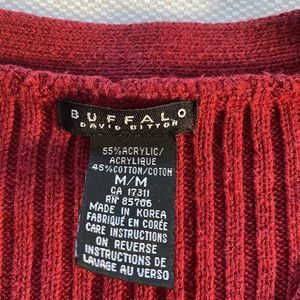 BUFFALO
DAVID BITTON
55%ACRYLIC/
ACRYLIQUE
45%COTTON/COTON
M/M
CA 17311
RN 85705
MADE IN KOREA
FABRIQUÉ EN CORÉE
CARE INSTRUCTIONS
ON REVERSE
INSTRUCTIONS DE
LAVAGE AU VERSO